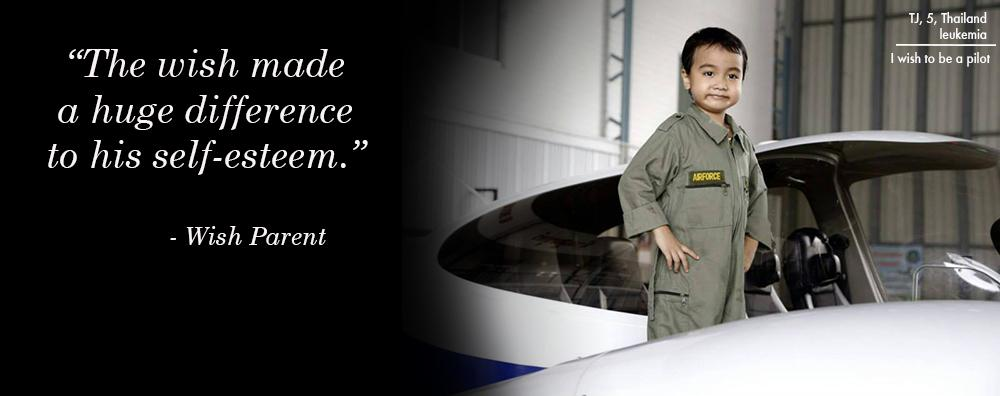 “The wish made
a huge difference
to his self-esteem.”
- Wish Parent
TJ, 5, Thailand
leukemia
I wish to be a pilot
AIRFORCE